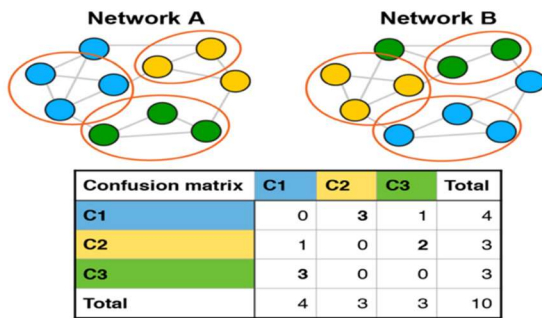 Network A Network B
Confusion matrix C1 C2 C3 Total
C1 0 3 1 4
C2 1 0 2 3
C3 3 0 0 3
Total 4 3 3 10